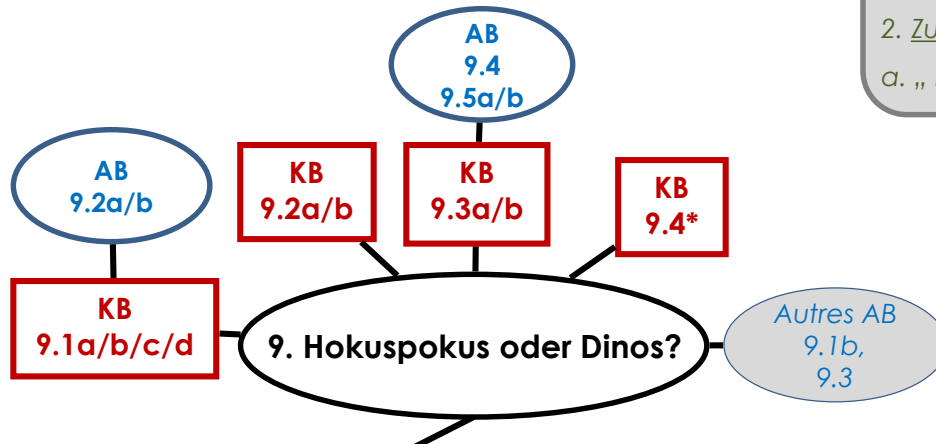 2. Zu
a. „
AB
9.4
9.5a/b
AB
9.2a/b
KB
9.2a/b
KB
9.3a/b
KB
9.4*
KB
9.1a/b/c/d
9. Hokuspokus oder Dinos?
Autres AB
9.1b,
9.3